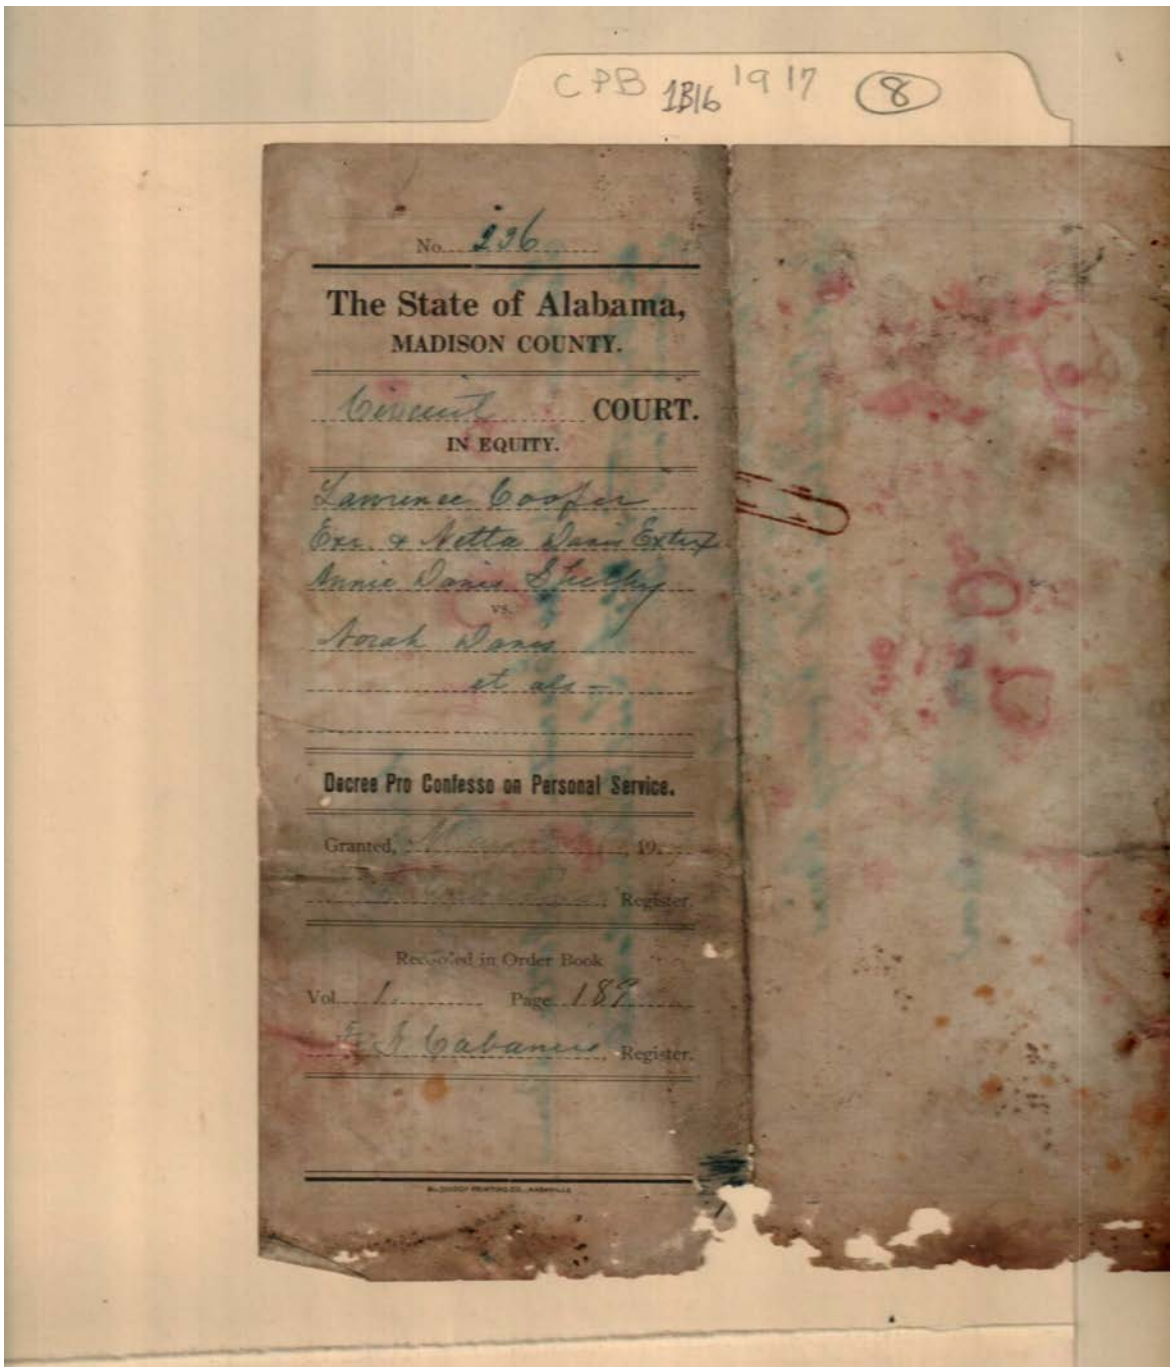 CPB 1B16 1917 8
No. 236
The State of Alabama,
MADISON COUNTY.
Circuit COURT.
IN EQUITY.
Lawrence Cooper
Exr. & Netta Davis Extrx
Annie Davis Shelby
vs.
Norah Davis
et als
Decree Pro Confesso on Personal Service.
Granted, 19
Register.
Recorded in Order Book
Vol. 1 Page 187
Cabaniss, Register.